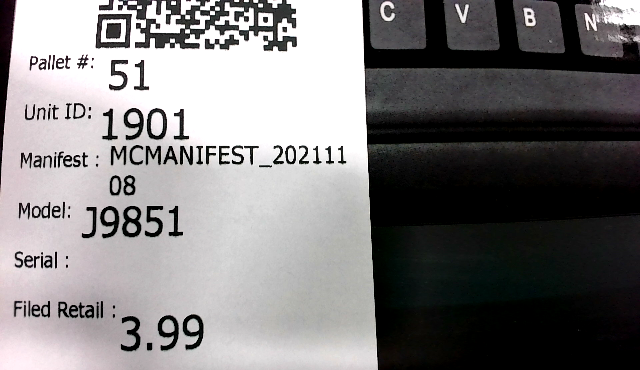 C V B N
Pallet #: 51
Unit ID: 1901
Manifest : MCMANIFEST_202111
08
Model: J9851
Serial :
Filed Retail : 3.99